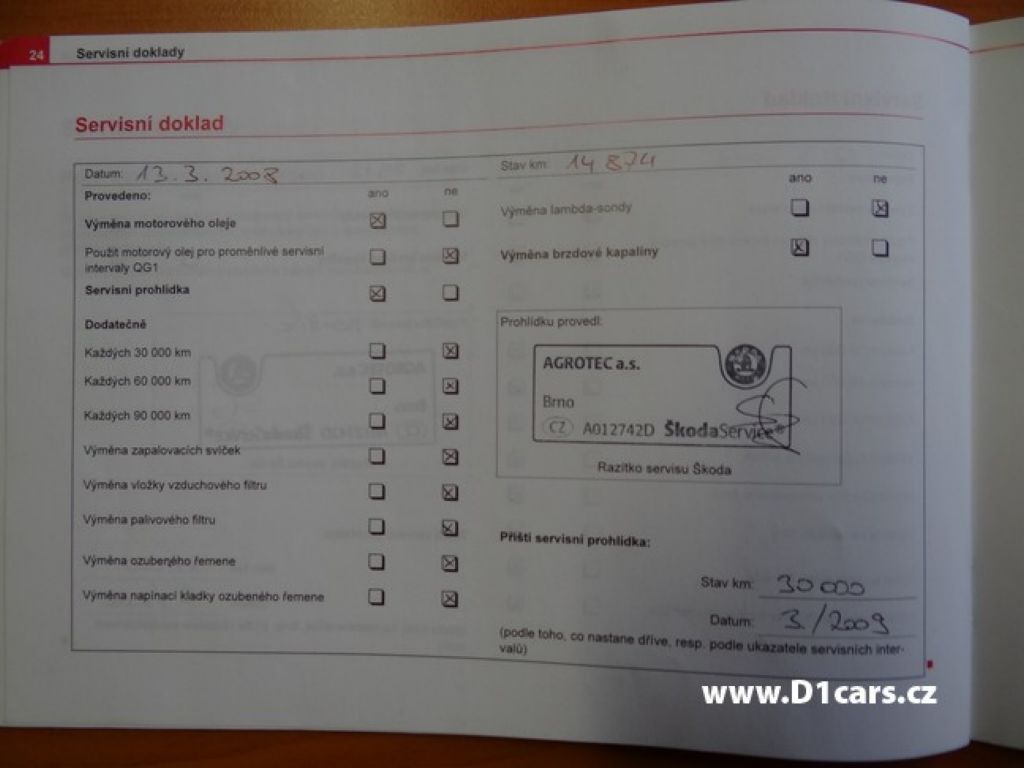 24 Servisní doklady
Servisní doklad
Datum: 13.3.2008
Provedeno: ano ne
Výměna motorového oleje
Použit motorový olej pro proměnlivé servisní
intervaly QG1
Servisní prohlídka
Dodatečně
Každých 30 000 km
Každých 60 000 km
Každých 90 000 km
Výměna zapalovacích svíček
Výměna vložky vzduchového filtru
Výměna palivového filtru
Výměna ozubeného řemene
Výměna napínací kladky ozubeného řemene
Stav km: 14 874
ano ne
Výměna lambda-sondy
Výměna brzdové kapaliny
Prohlídku provedl:
AGROTEC a.s.
Brno
CZ A012742D ŠkodaService®
Razítko servisu Škoda
Příští servisní prohlídka:
Stav km: 30 000
Datum: 3/2009
(podle toho, co nastane dříve, resp. podle ukazatele servisních inter-
valů)
www.D1cars.cz